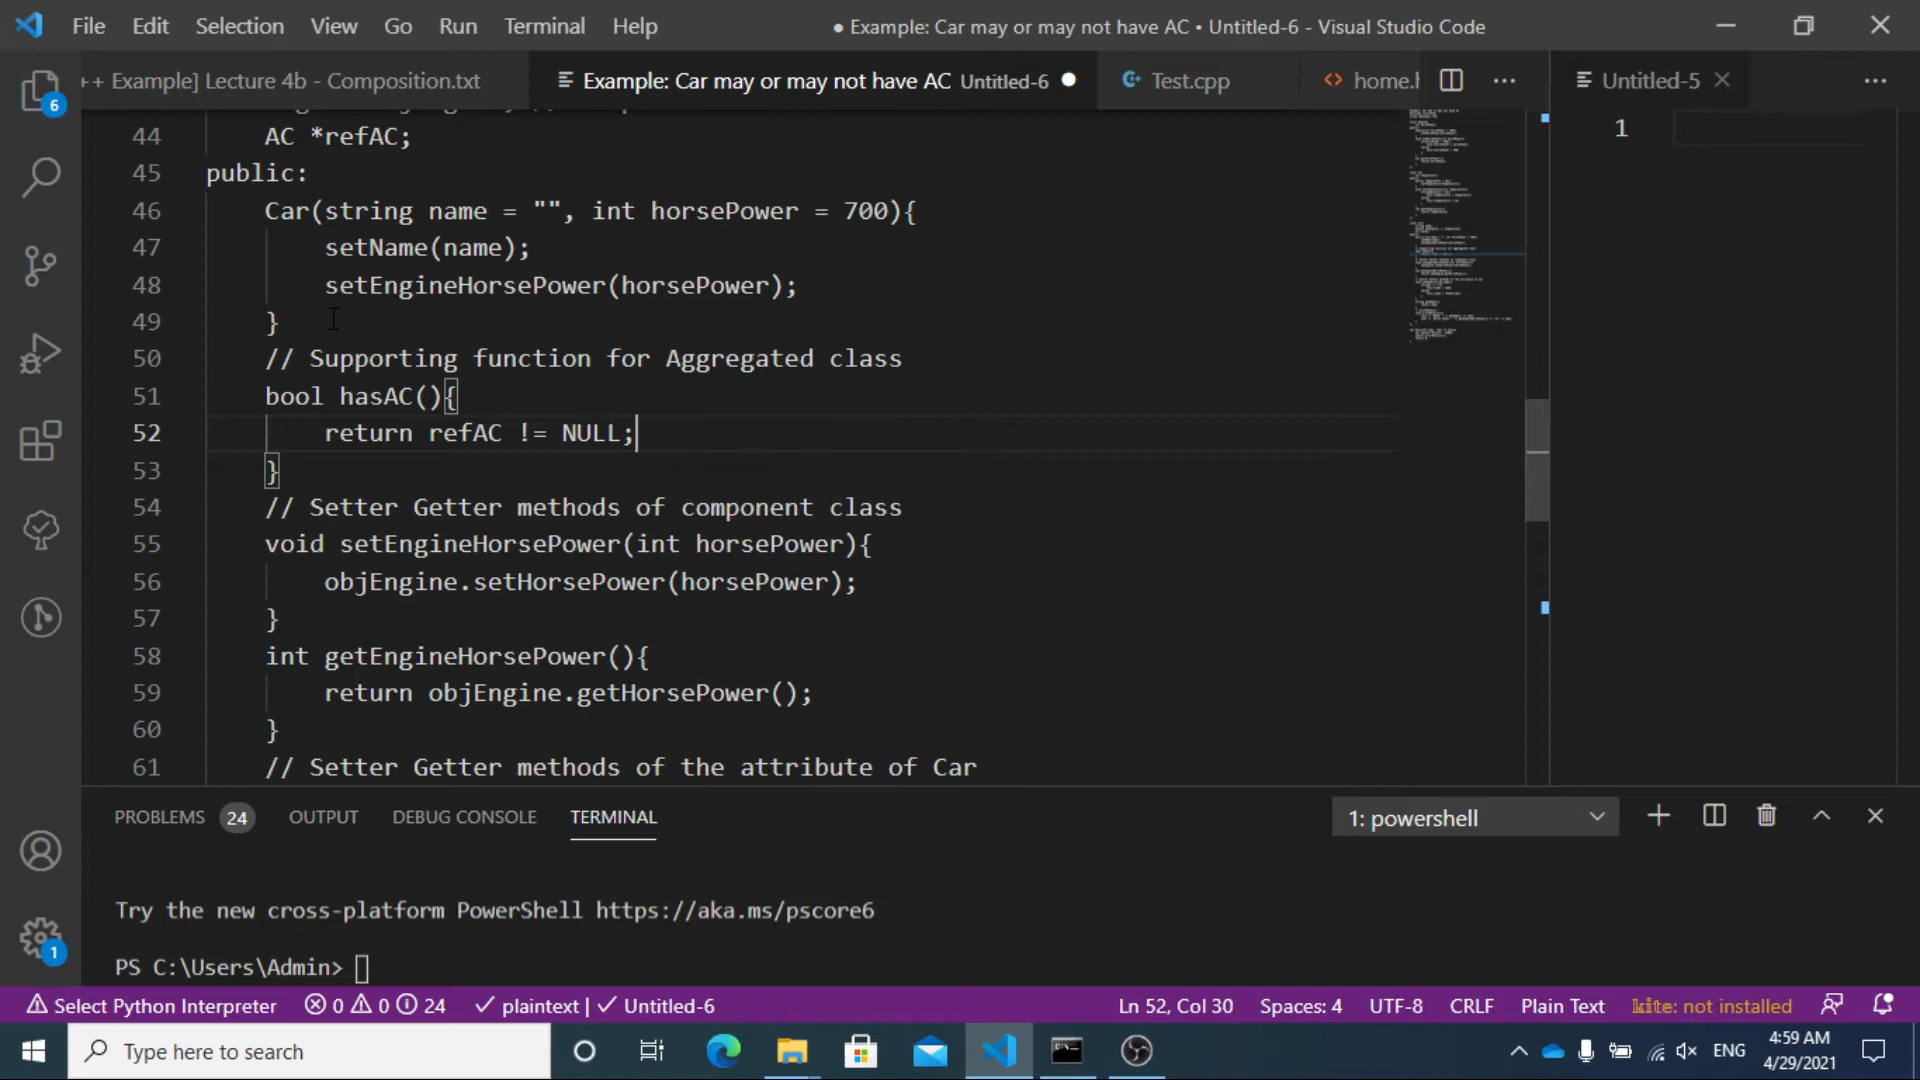 File Edit Selection View Go Run Terminal Help
● Example: Car may or may not have AC • Untitled-6 - Visual Studio Code
6
++ Example] Lecture 4b - Composition.txt
Example: Car may or may not have AC Untitled-6
Test.cpp
home.h
Untitled-5
1
44 AC *refAC;
45 public:
46 Car(string name = "", int horsePower = 700){
47 setName(name);
48 setEngineHorsePower(horsePower);
49 }
50 // Supporting function for Aggregated class
51 bool hasAC(){
52 return refAC != NULL;
53 }
54 // Setter Getter methods of component class
55 void setEngineHorsePower(int horsePower){
56 objEngine.setHorsePower(horsePower);
57 }
58 int getEngineHorsePower(){
59 return objEngine.getHorsePower();
60 }
61 // Setter Getter methods of the attribute of Car
PROBLEMS 24 OUTPUT DEBUG CONSOLE TERMINAL
1: powershell
Try the new cross-platform PowerShell https://aka.ms/pscore6
PS C:\Users\Admin>
1
Select Python Interpreter 0 0 24 plaintext | Untitled-6
Ln 52, Col 30 Spaces: 4 UTF-8 CRLF Plain Text kite: not installed
Type here to search
ENG
4:59 AM
4/29/2021